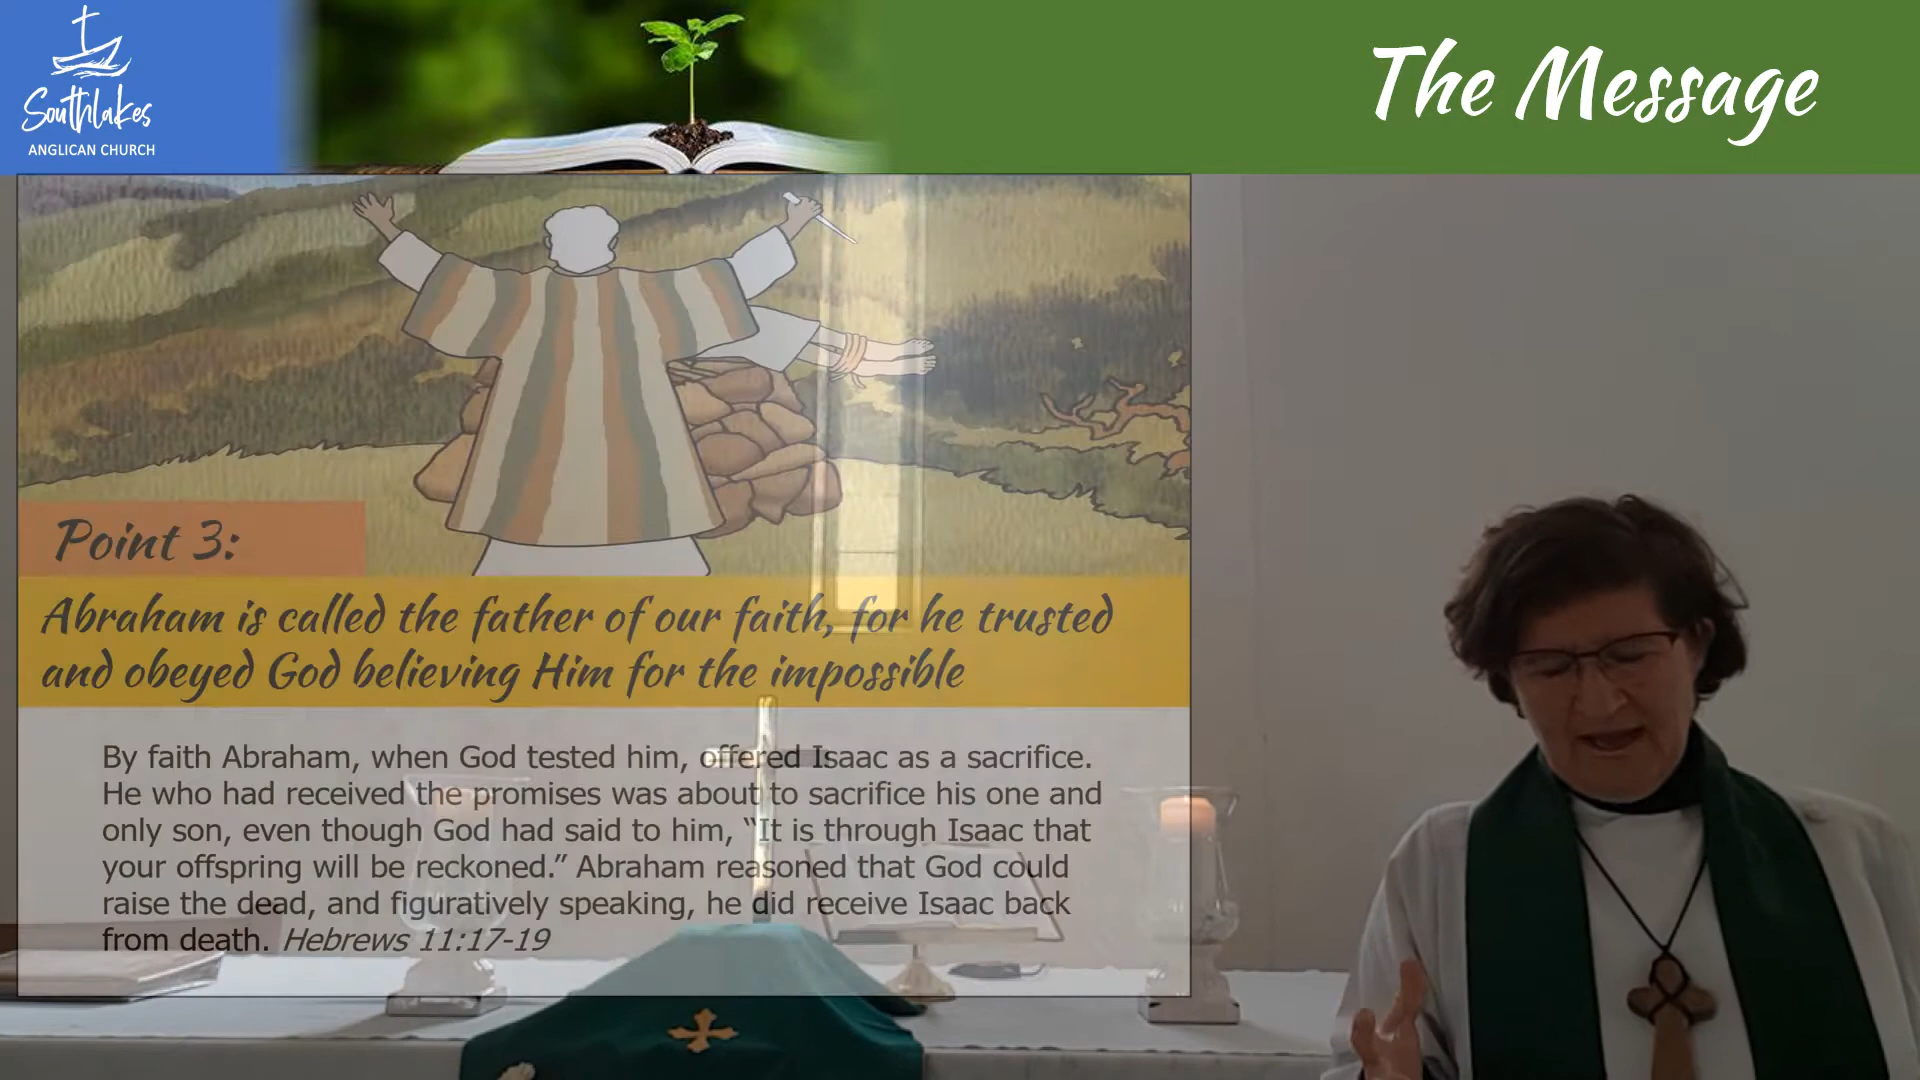 Southlakes
ANGLICAN CHURCH
The Message
Point 3:
Abraham is called the father of our faith, for he trusted
and obeyed God believing Him for the impossible
By faith Abraham, when God tested him, offered Isaac as a sacrifice.
He who had received the promises was about to sacrifice his one and
only son, even though God had said to him, “It is through Isaac that
your offspring will be reckoned.” Abraham reasoned that God could
raise the dead, and figuratively speaking, he did receive Isaac back
from death. Hebrews 11:17-19